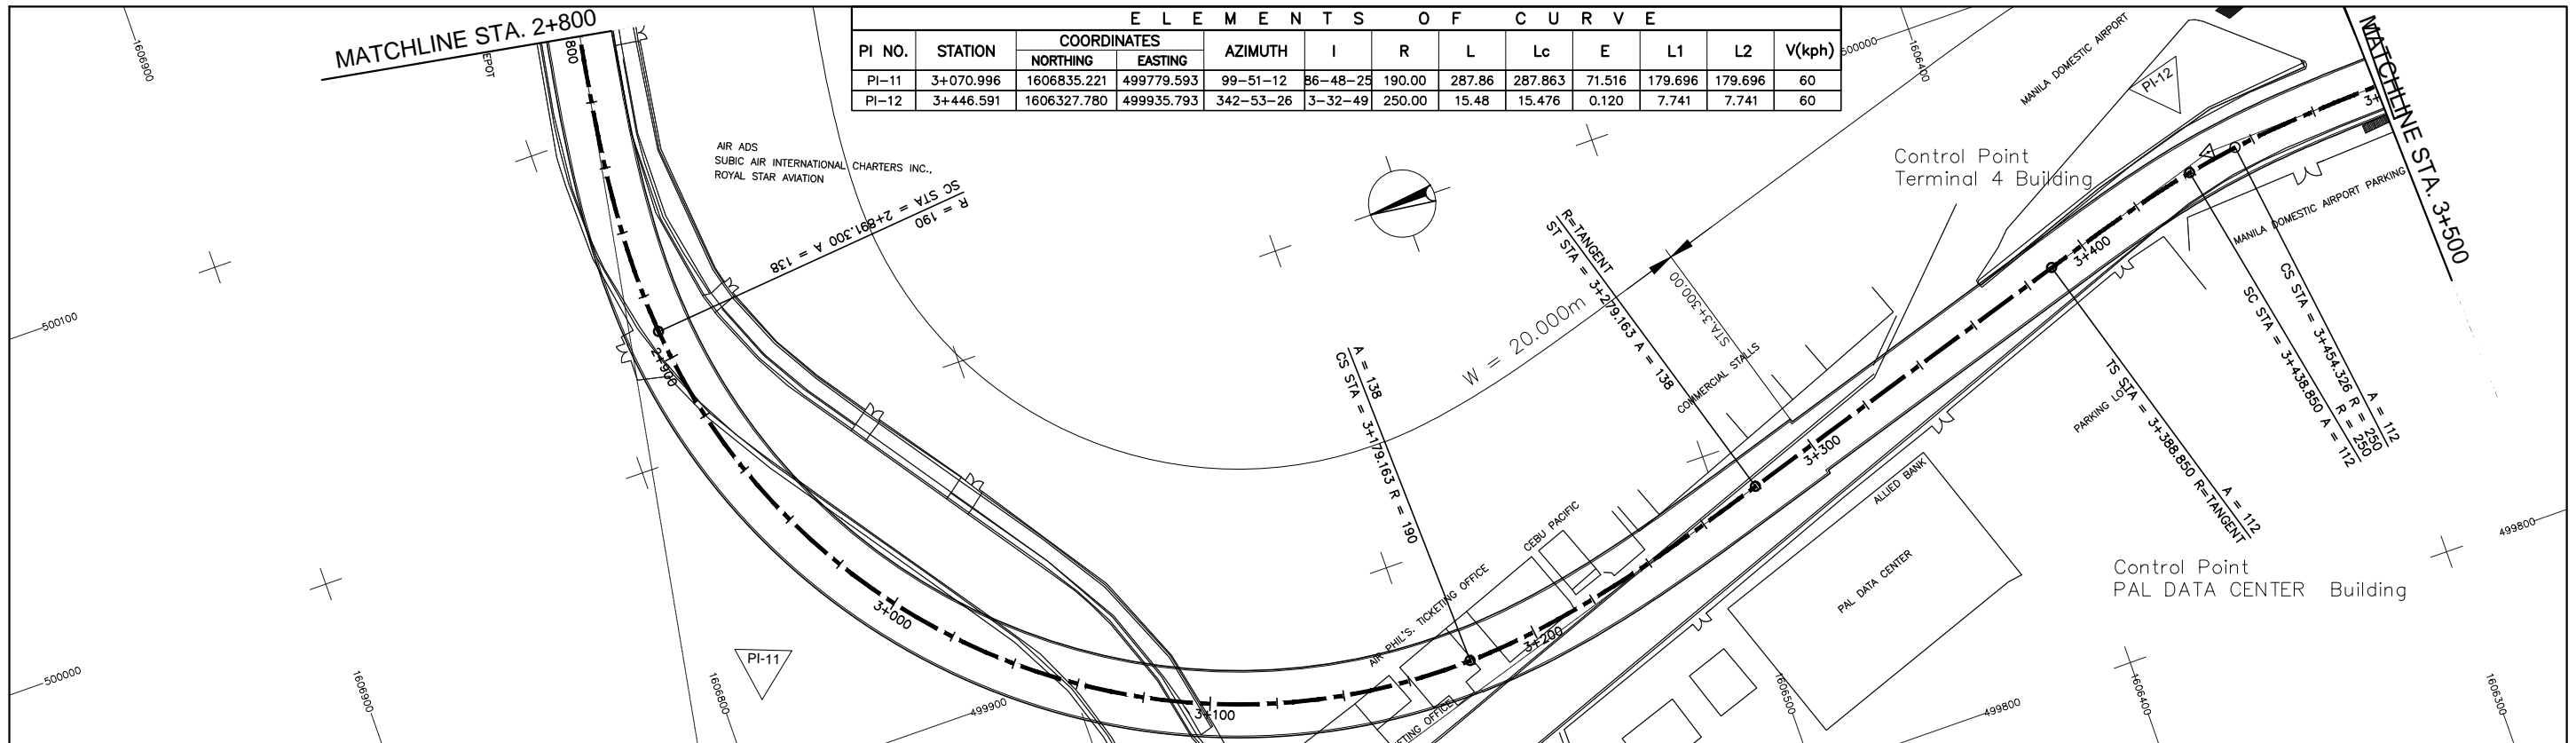 MATCHLINE STA. 2+800
E L E M E N T S O F C U R V E
PI NO. STATION COORDINATES AZIMUTH I R L Lc E L1 L2 V(kph)
NORTHING EASTING
PI-11 3+070.996 1606835.221 499779.593 99-51-12 86-48-25 190.00 287.86 287.863 71.516 179.696 179.696 60
PI-12 3+446.591 1606327.780 499935.793 342-53-26 3-32-49 250.00 15.48 15.476 0.120 7.741 7.741 60
1606900
800
EPOT
500000
1606400
MANILA DOMESTIC AIRPORT
PI-12
3+
MATCHLINE STA. 3+500
AIR ADS
SUBIC AIR INTERNATIONAL CHARTERS INC.,
ROYAL STAR AVIATION
SC STA = 2+891.300 A = 138
R = 190
Control Point
Terminal 4 Building
MANILA DOMESTIC AIRPORT PARKING
R=TANGENT
ST STA = 3+279.163 A = 138
STA.3+300.00
W = 20.000m
3+400
CS STA = 3+454.326 R = 250
A = 112
SC STA = 3+438.850 A = 112
R = 250
500100
2+900
A = 138
CS STA = 3+179.163 R = 190
COMMERCIAL STALLS
TS STA = 3+388.850 R=TANGENT
A = 112
PARKING LOT
3+300
ALLIED BANK
CEBU PACIFIC
499800
PAL DATA CENTER
Control Point
PAL DATA CENTER Building
AIR PHIL'S. TICKETING OFFICE
3+000
3+200
PI-11
500000
1606900
1606800
499900
3+100
ETING OFFICE
1606500
499800
1606400
1606300